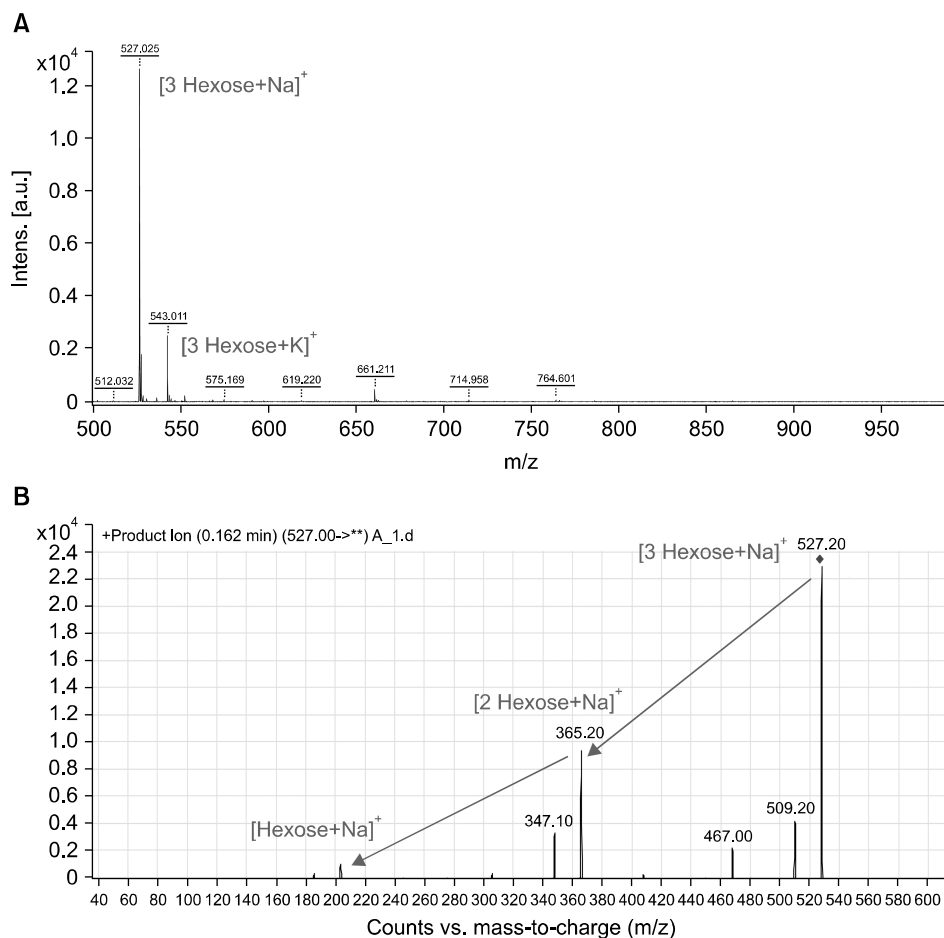 A
x10⁴
527.025
[3 Hexose+Na]⁺
1.2
1.0
0.8
0.6
0.4
0.2
0
Intens. [a.u.]
543.011
[3 Hexose+K]⁺
512.032
575.169
619.220
661.211
714.958
764.601
500 550 600 650 700 750 800 850 900 950
m/z
B
x10⁴
+Product Ion (0.162 min) (527.00->**) A_1.d
[3 Hexose+Na]⁺ 527.20
2.4
2.2
2.0
1.8
1.6
1.4
1.2
1.0
0.8
0.6
0.4
0.2
0
[2 Hexose+Na]⁺
365.20
[Hexose+Na]⁺
347.10
467.00
509.20
40 60 80 100 120 140 160 180 200 220 240 260 280 300 320 340 360 380 400 420 440 460 480 500 520 540 560 580 600
Counts vs. mass-to-charge (m/z)